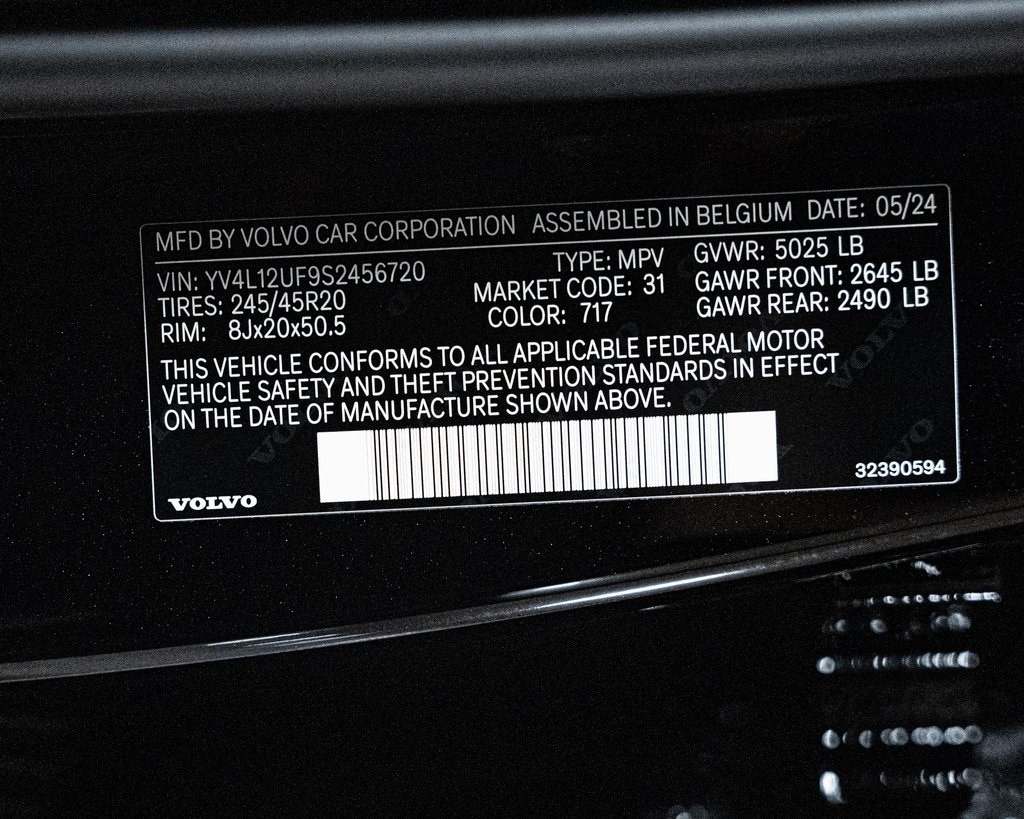 MFD BY VOLVO CAR CORPORATION ASSEMBLED IN BELGIUM DATE: 05/24
VIN: YV4L12UF9S2456720 TYPE: MPV GVWR: 5025 LB
TIRES: 245/45R20 MARKET CODE: 31 GAWR FRONT: 2645 LB
RIM: 8Jx20x50.5 COLOR: 717 GAWR REAR: 2490 LB
THIS VEHICLE CONFORMS TO ALL APPLICABLE FEDERAL MOTOR
VEHICLE SAFETY AND THEFT PREVENTION STANDARDS IN EFFECT
ON THE DATE OF MANUFACTURE SHOWN ABOVE.
VOLVO 32390594